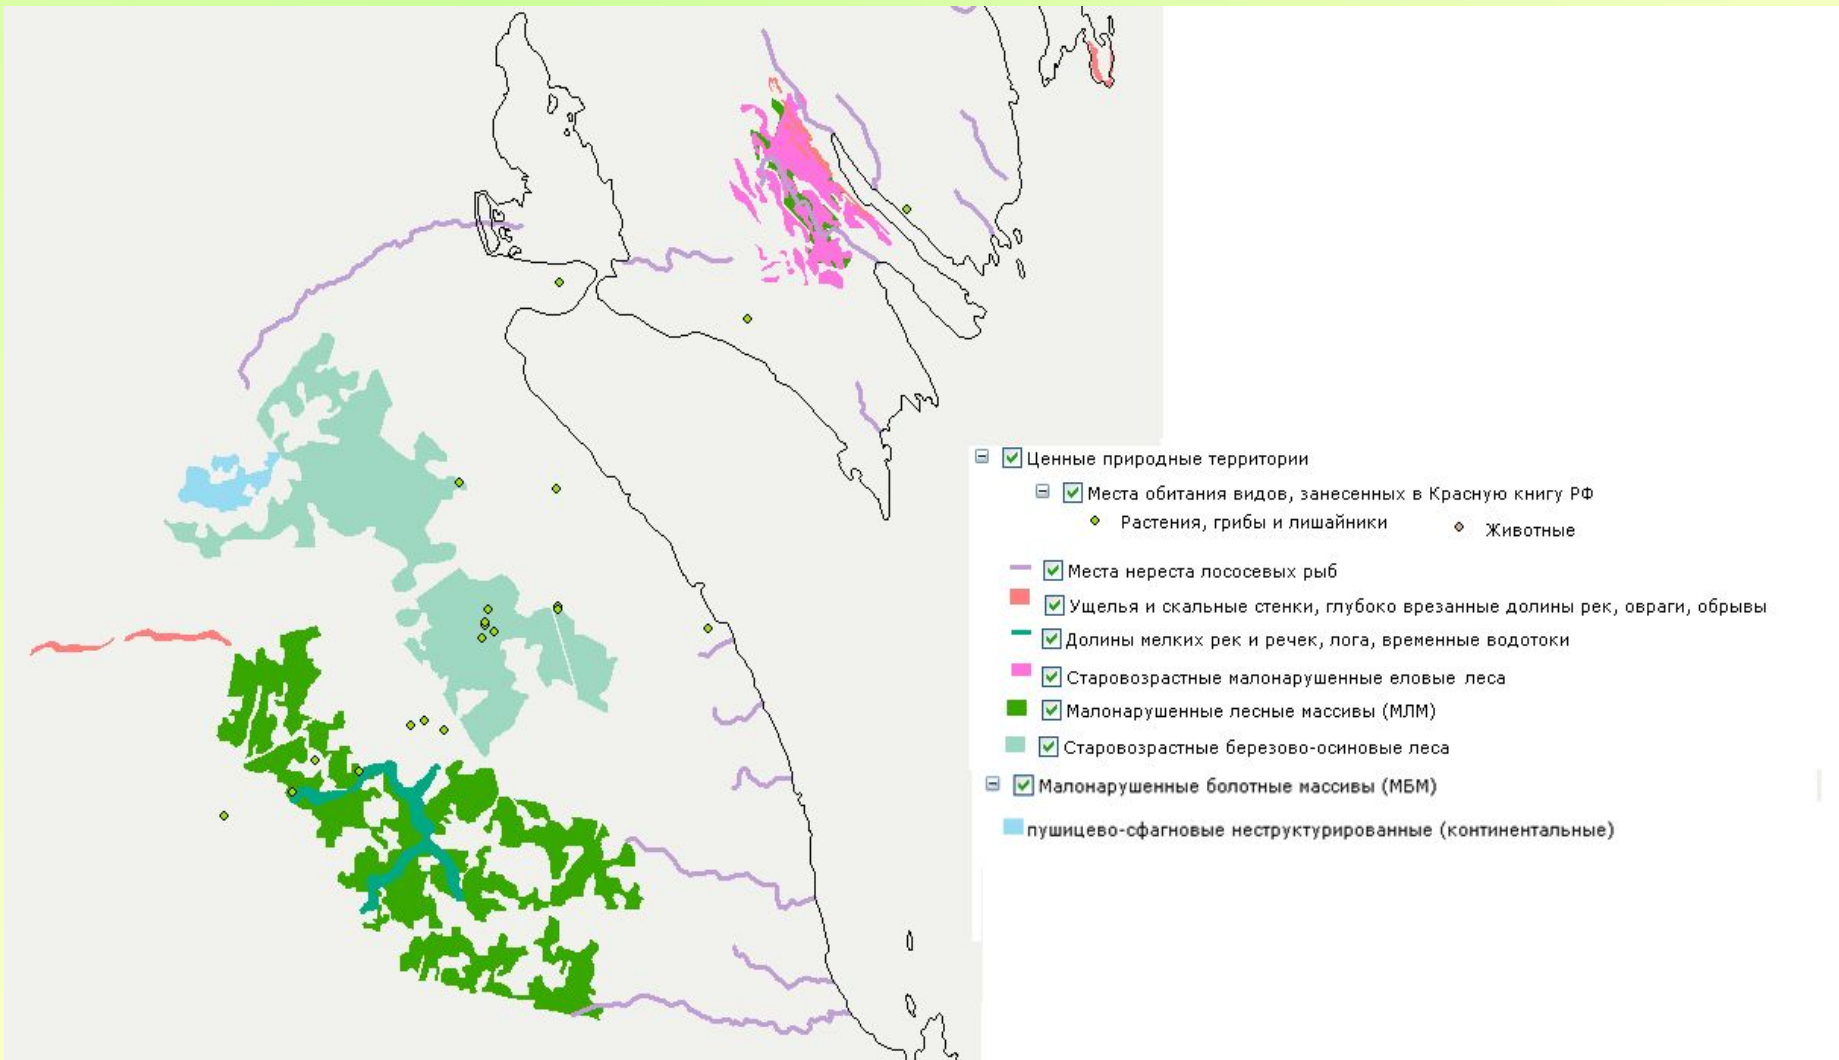 Ценные природные территории
Места обитания видов, занесенных в Красную книгу РФ
Растения, грибы и лишайники Животные
Места нереста лососевых рыб
Ущелья и скальные стенки, глубоко врезанные долины рек, овраги, обрывы
Долины мелких рек и речек, лога, временные водотоки
Старовозрастные малонарушенные еловые леса
Малонарушенные лесные массивы (МЛМ)
Старовозрастные березово-осиновые леса
Малонарушенные болотные массивы (МБМ)
пушицево-сфагновые неструктурированные (континентальные)